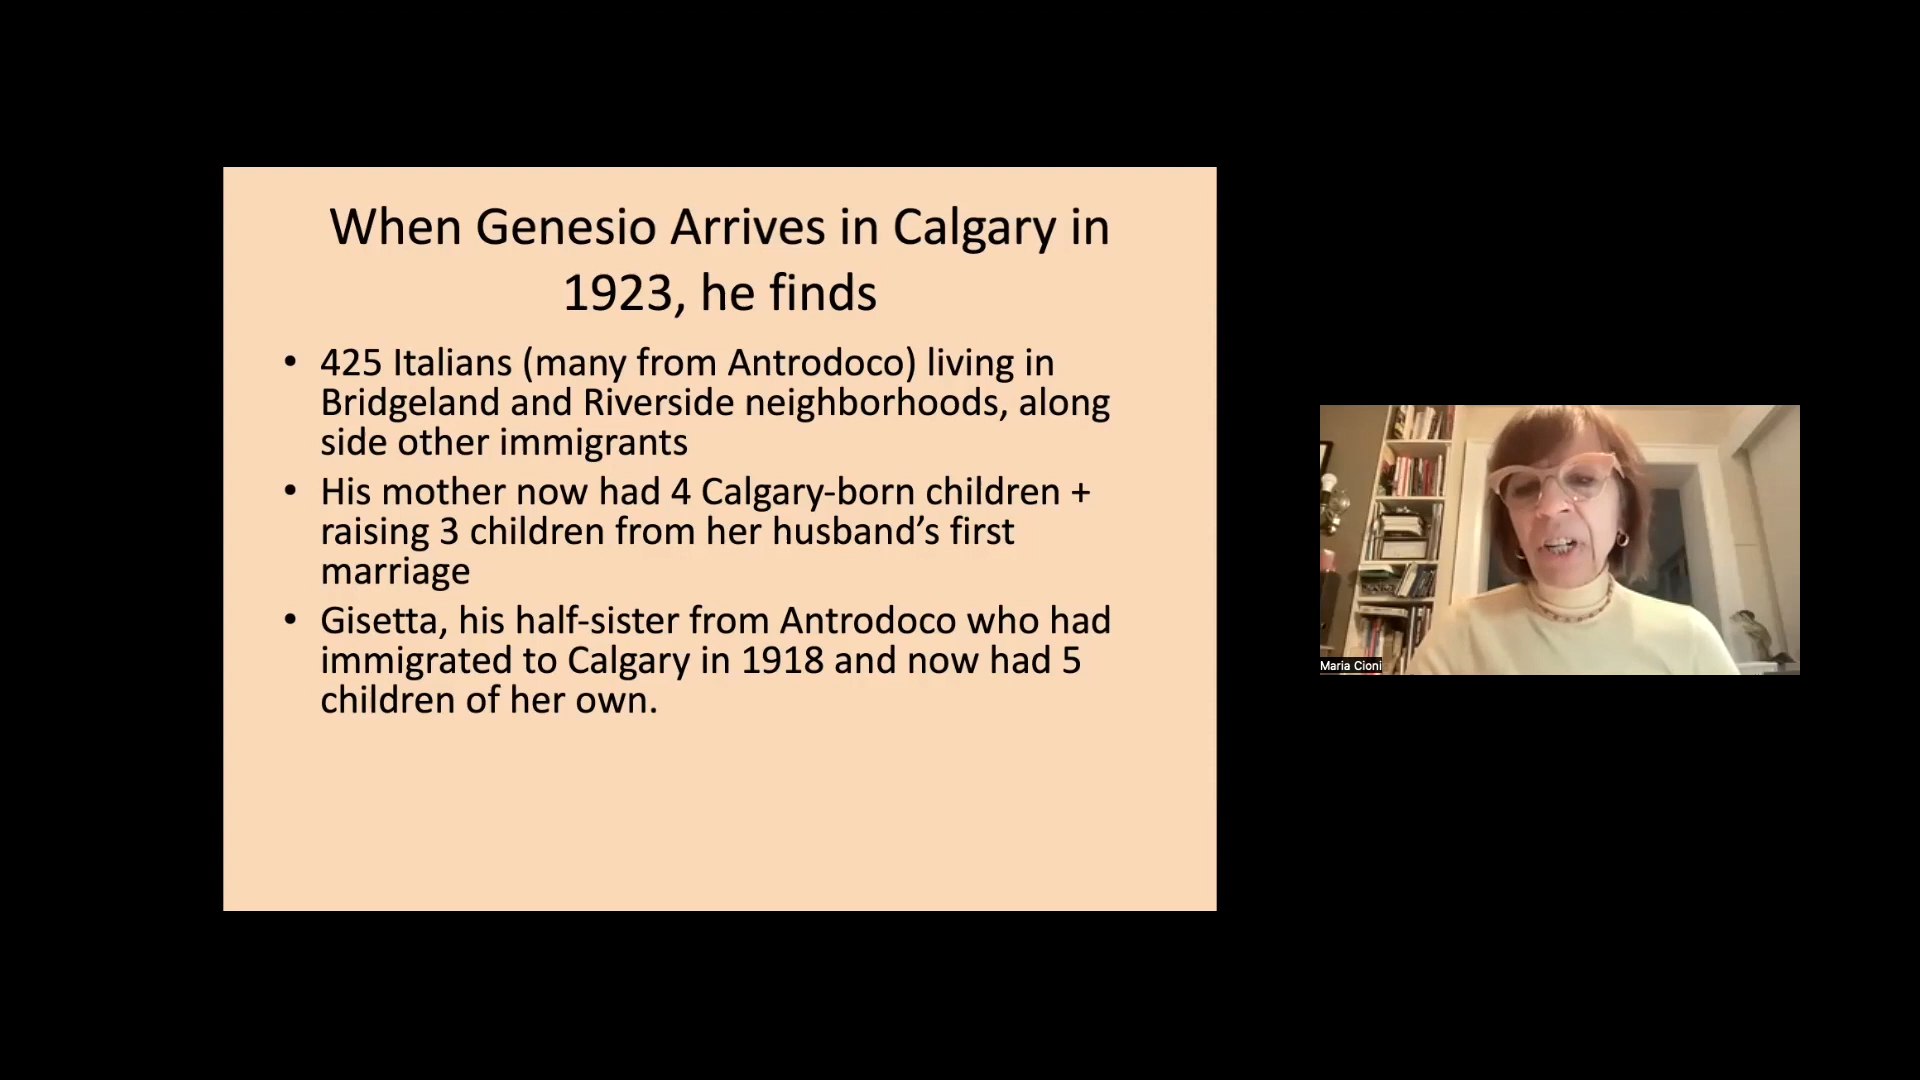 When Genesio Arrives in Calgary in
1923, he finds
• 425 Italians (many from Antrodoco) living in
Bridgeland and Riverside neighborhoods, along
side other immigrants
• His mother now had 4 Calgary-born children +
raising 3 children from her husband’s first
marriage
• Gisetta, his half-sister from Antrodoco who had
immigrated to Calgary in 1918 and now had 5
children of her own.
Maria Cioni